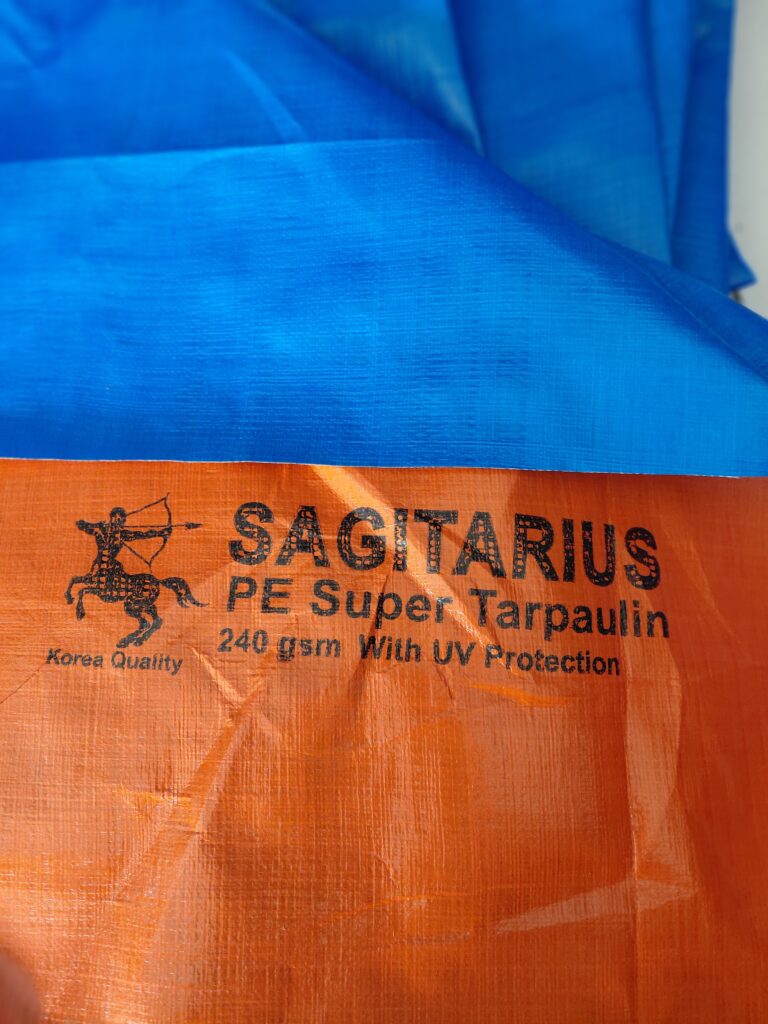 SAGITARIUS
PE Super Tarpaulin
240 gsm With UV Protection
Korea Quality